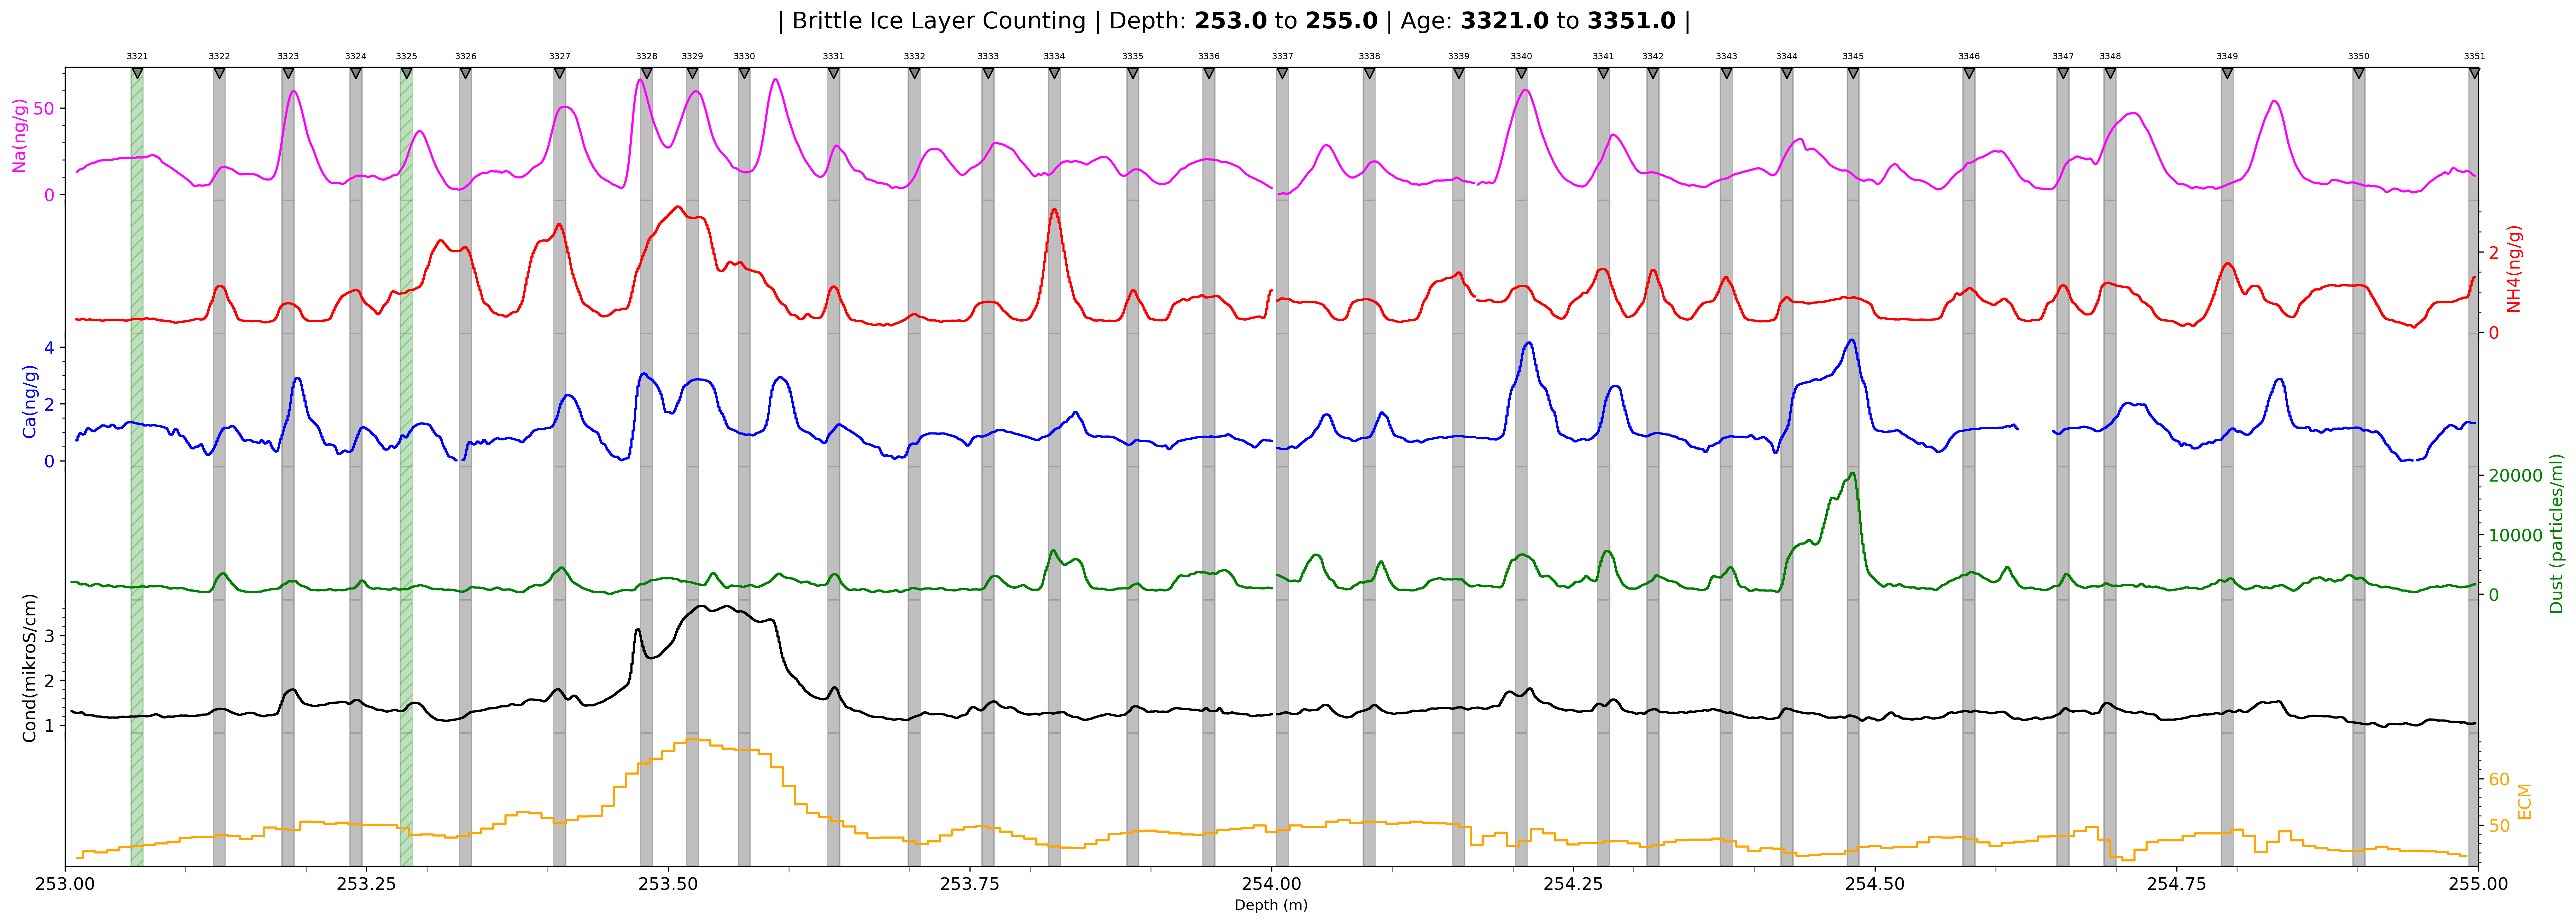 | Brittle Ice Layer Counting | Depth: 253.0 to 255.0 | Age: 3321.0 to 3351.0 |
3321 3322 3323 3324 3325 3326 3327 3328 3329 3330 3331 3332 3333 3334 3335 3336 3337 3338 3339 3340 3341 3342 3343 3344 3345 3346 3347 3348 3349 3350 3351
Na(ng/g)
50
0
NH4(ng/g)
2
0
Ca(ng/g)
4
2
0
Dust (particles/ml)
20000
10000
0
Cond(mikroS/cm)
3
2
1
ECM
60
50
253.00 253.25 253.50 253.75 254.00 254.25 254.50 254.75 255.00
Depth (m)